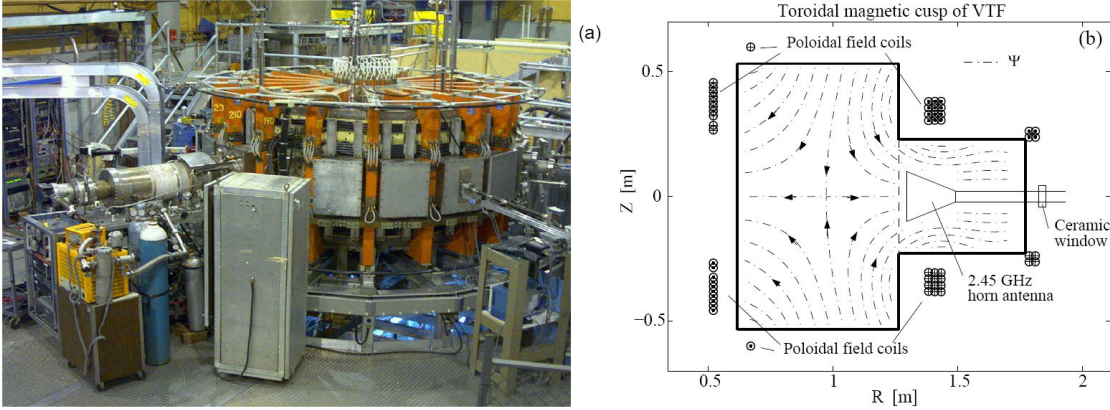 (a)
23
210
190
Toroidal magnetic cusp of VTF
(b)
Poloidal field coils
Ψ
0.5
0
−0.5
Z [m]
Ceramic
window
2.45 GHz
horn antenna
Poloidal field coils
0.5
1
1.5
2
R [m]